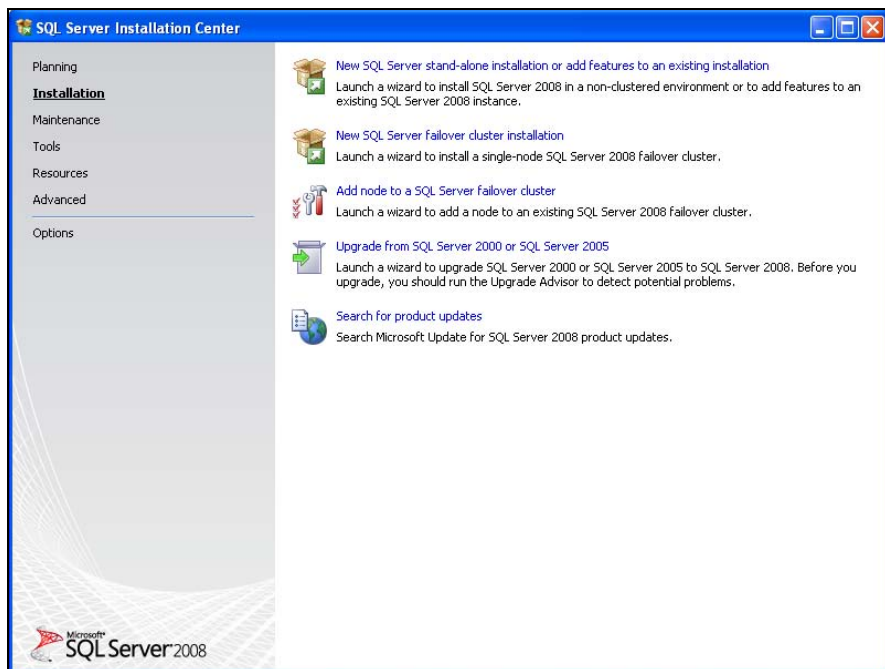 SQL Server Installation Center
Planning
Installation
Maintenance
Tools
Resources
Advanced
Options
New SQL Server stand-alone installation or add features to an existing installation
Launch a wizard to install SQL Server 2008 in a non-clustered environment or to add features to an
existing SQL Server 2008 instance.
New SQL Server failover cluster installation
Launch a wizard to install a single-node SQL Server 2008 failover cluster.
Add node to a SQL Server failover cluster
Launch a wizard to add a node to an existing SQL Server 2008 failover cluster.
Upgrade from SQL Server 2000 or SQL Server 2005
Launch a wizard to upgrade SQL Server 2000 or SQL Server 2005 to SQL Server 2008. Before you
upgrade, you should run the Upgrade Advisor to detect potential problems.
Search for product updates
Search Microsoft Update for SQL Server 2008 product updates.
Microsoft
SQL Server 2008